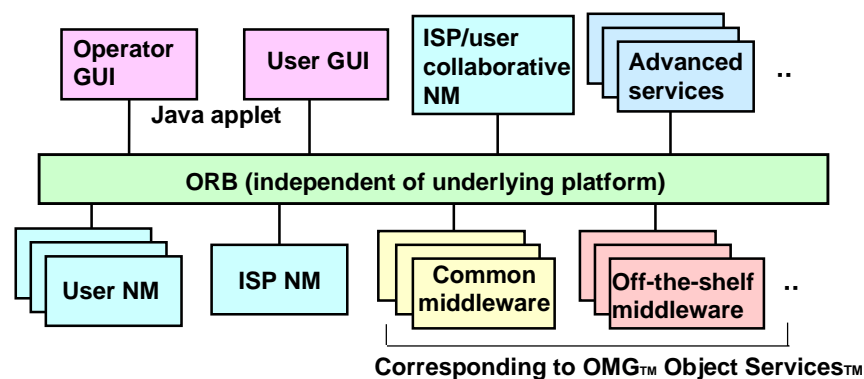 Operator
GUI
User GUI
ISP/user
collaborative
NM
Advanced
services
..
Java applet
ORB (independent of underlying platform)
User NM
ISP NM
Common
middleware
Off-the-shelf
middleware
..
Corresponding to OMG™ Object Services™